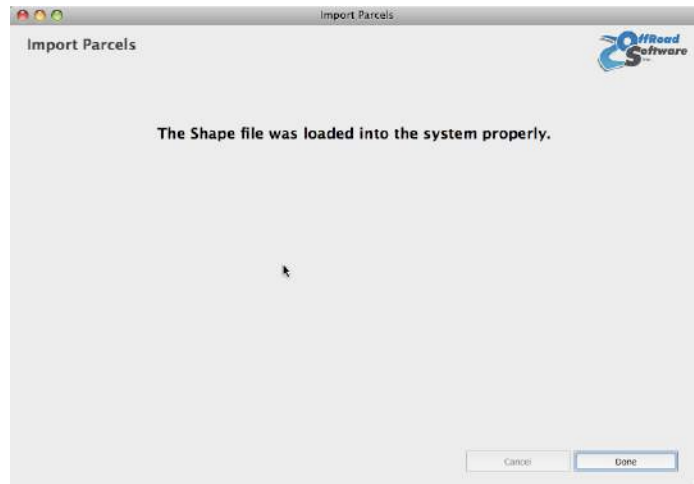 Import Parcels
Import Parcels
OffRoad
Software
The Shape file was loaded into the system properly.
Cancel
Done